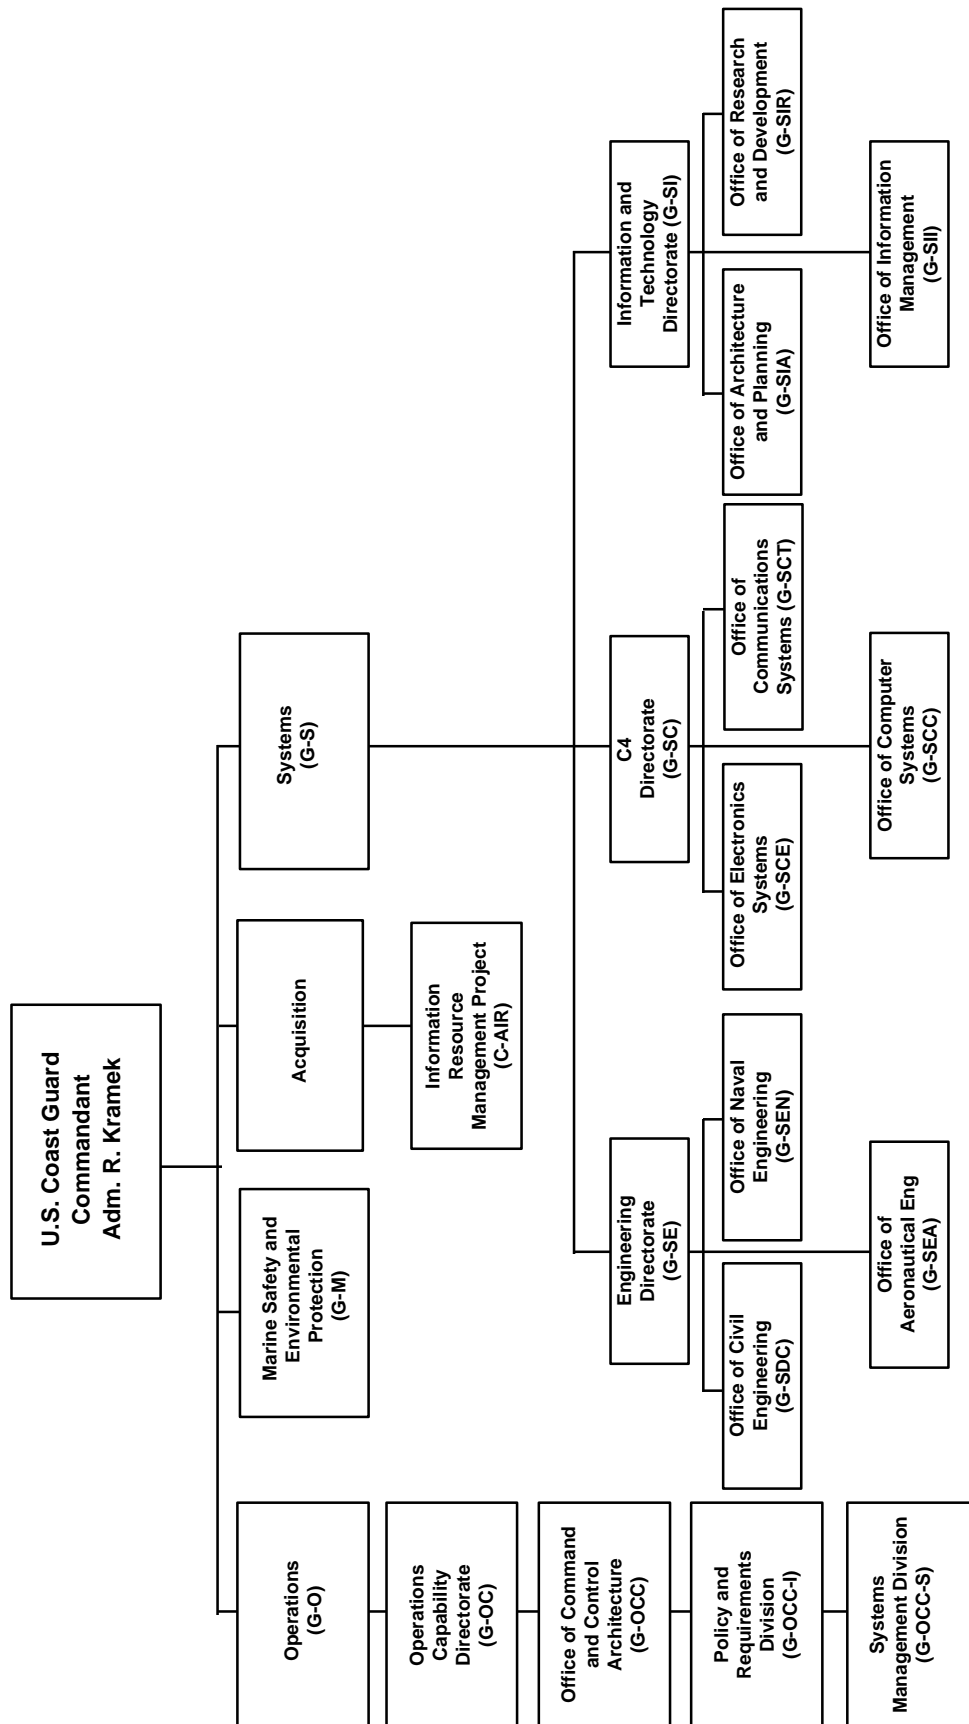 U.S. Coast Guard
Commandant
Adm. R. Kramek
Operations
(G-O)
Marine Safety and
Environmental
Protection
(G-M)
Acquisition
Systems
(G-S)
Operations
Capability
Directorate
(G-OC)
Information
Resource
Management Project
(C-AIR)
Office of Command
and Control
Architecture
(G-OCC)
Engineering
Directorate
(G-SE)
C4
Directorate
(G-SC)
Information and
Technology
Directorate (G-SI)
Policy and
Requirements
Division
(G-OCC-I)
Office of Civil
Engineering
(G-SDC)
Office of Naval
Engineering
(G-SEN)
Office of Electronics
Systems
(G-SCE)
Office of
Communications
Systems (G-SCT)
Office of Architecture
and Planning
(G-SIA)
Office of Research
and Development
(G-SIR)
Systems
Management Division
(G-OCC-S)
Office of
Aeronautical Eng
(G-SEA)
Office of Computer
Systems
(G-SCC)
Office of Information
Management
(G-SII)